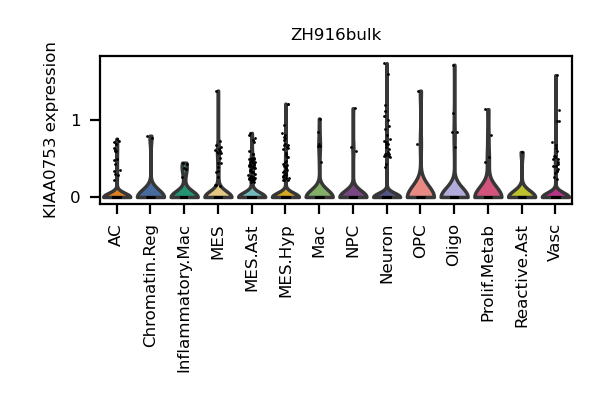 ZH916bulk
KIAA0753 expression
1
0
AC
Chromatin.Reg
Inflammatory.Mac
MES
MES.Ast
MES.Hyp
Mac
NPC
Neuron
OPC
Oligo
Prolif.Metab
Reactive.Ast
Vasc